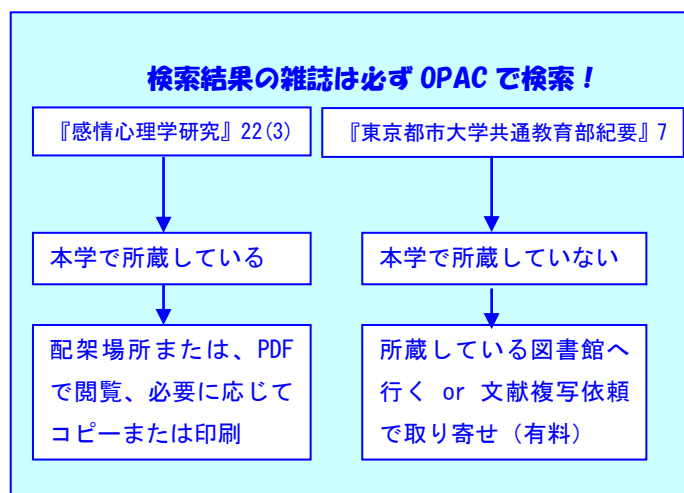 検索結果の雑誌は必ず OPAC で検索！
『感情心理学研究』22(3)
『東京都市大学共通教育部紀要』7
本学で所蔵している
本学で所蔵していない
配架場所または、PDF
で閲覧、必要に応じて
コピーまたは印刷
所蔵している図書館へ
行く or 文献複写依頼
で取り寄せ（有料）